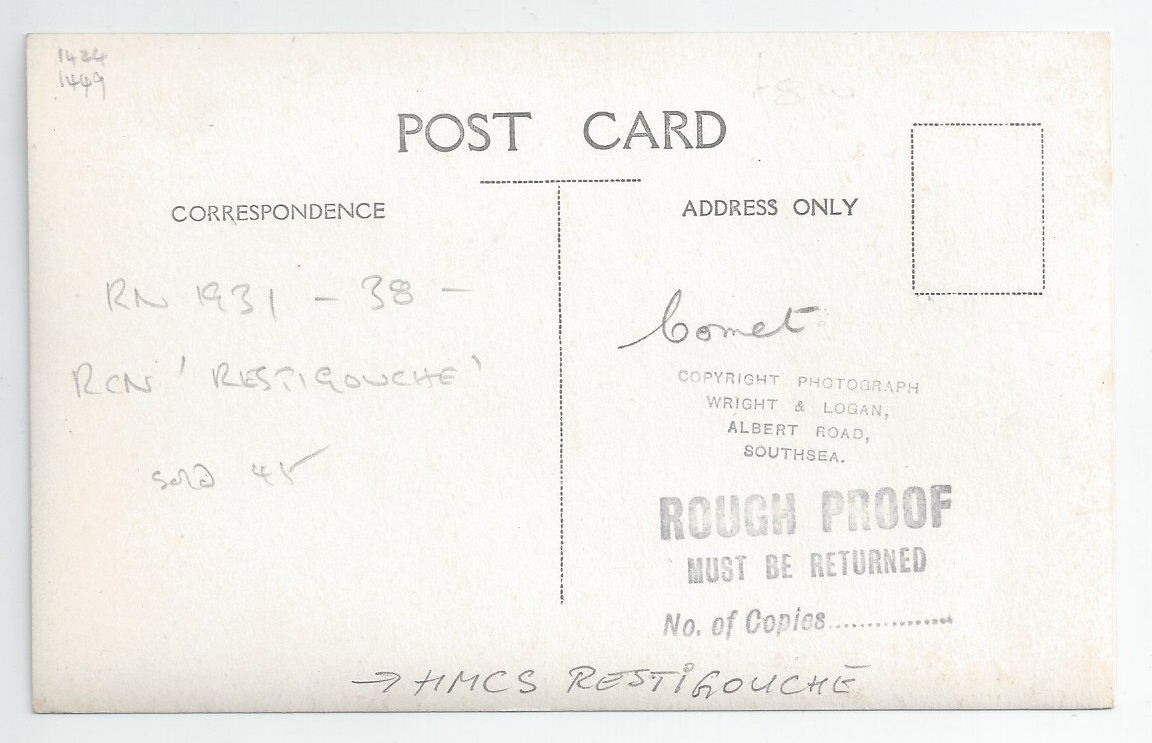 1424
1449
POST CARD
CORRESPONDENCE
ADDRESS ONLY
RN 1931 - 38 -
RCN 'RESTIGOUCHE'
sold 45
Comet
COPYRIGHT PHOTOGRAPH
WRIGHT & LOGAN,
ALBERT ROAD,
SOUTHSEA.
ROUGH PROOF
MUST BE RETURNED
No. of Copies...............
→ HMCS RESTIGOUCHE